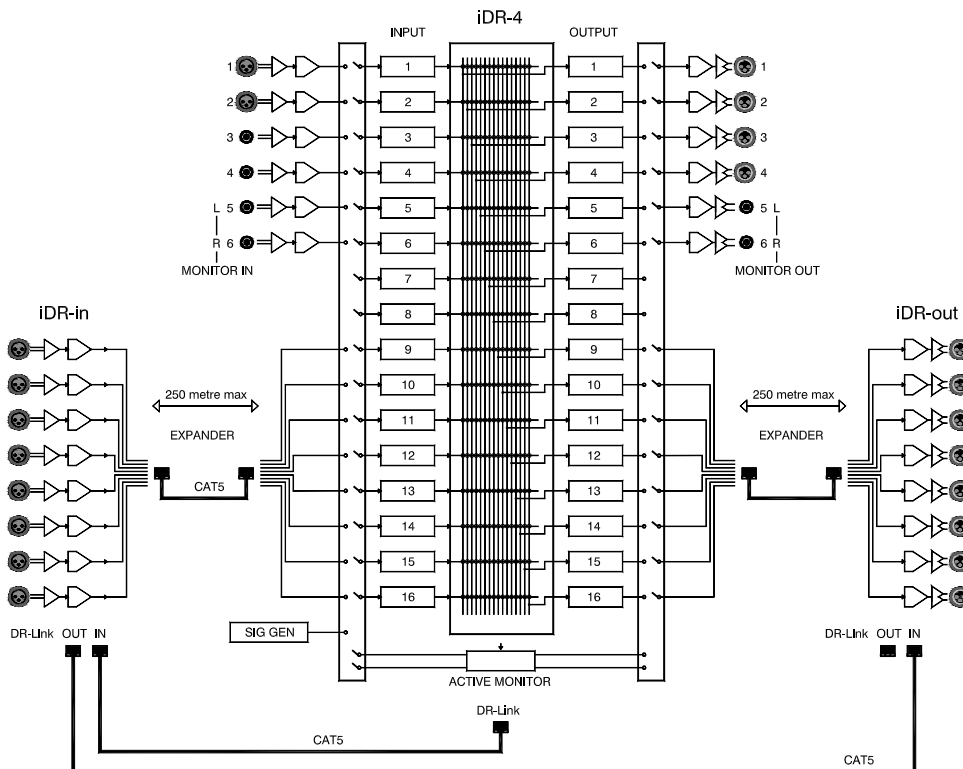 iDR-4
INPUT
OUTPUT
1 1 1 1
2 2 2 2
3 3 3 3
4 4 4 4
L 5 5 5 5 L
R 6 6 6 6 R
MONITOR IN
MONITOR OUT
7 7
8 8
iDR-in
iDR-out
9 9
10 10
250 metre max
250 metre max
11 11
EXPANDER
EXPANDER
12 12
CAT5
13 13
14 14
15 15
16 16
SIG GEN
DR-Link OUT IN
DR-Link OUT IN
ACTIVE MONITOR
DR-Link
CAT5
CAT5